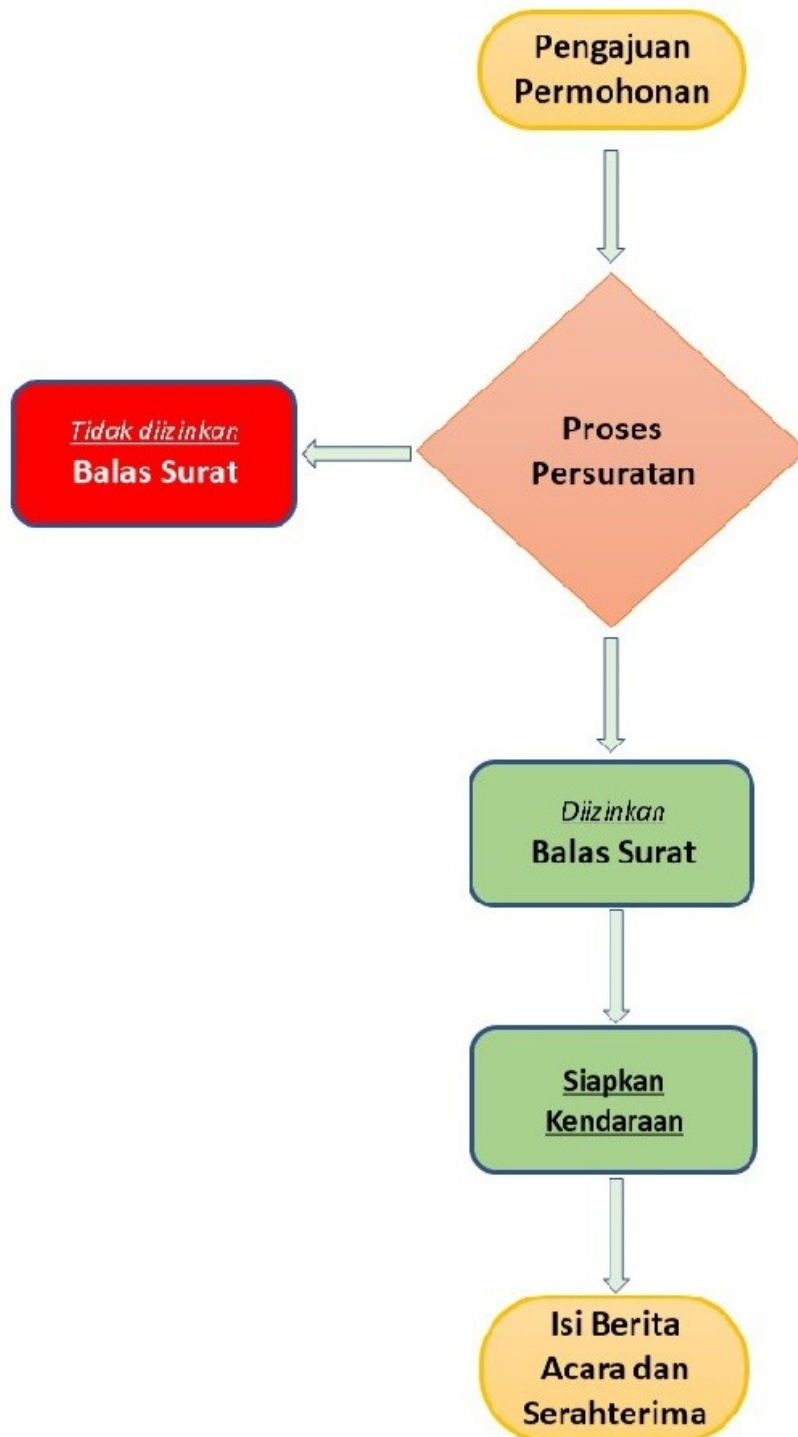 Pengajuan
Permohonan
Proses
Persuratan
Tidak diizinkan
Balas Surat
Diizinkan
Balas Surat
Siapkan
Kendaraan
Isi Berita
Acara dan
Serahterima